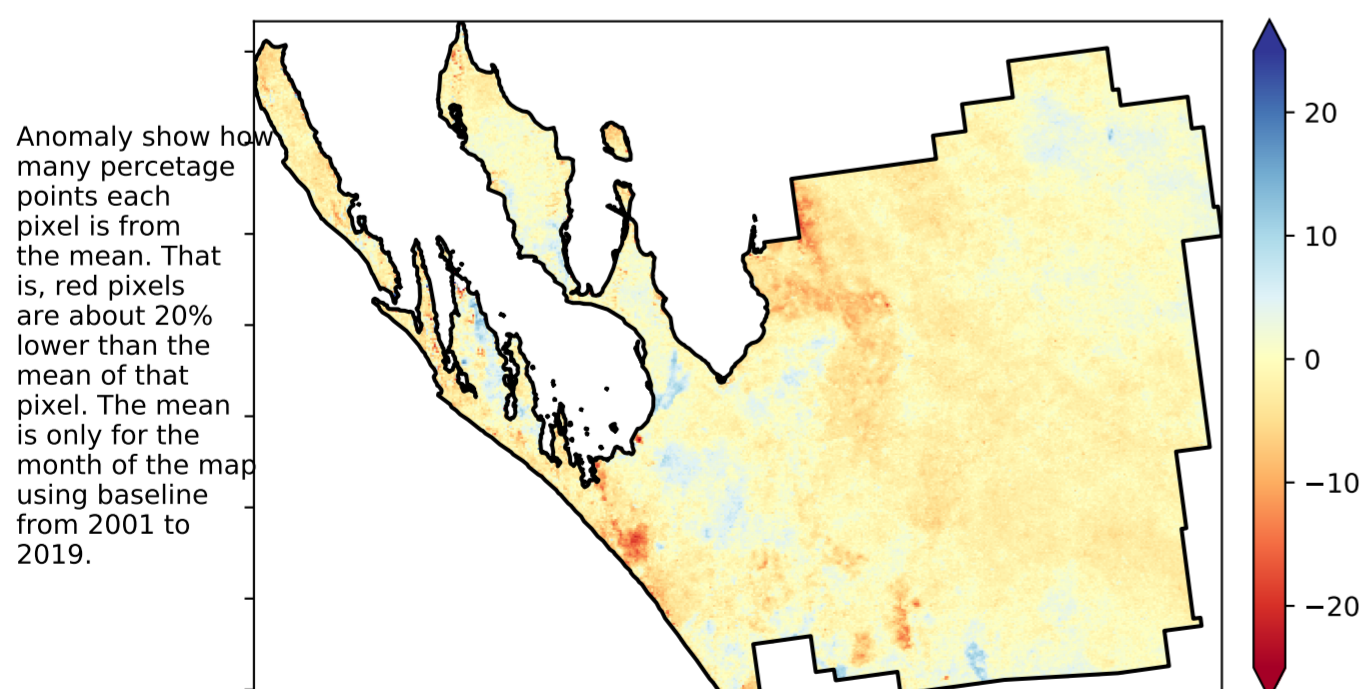 Anomaly show how
many percetage
points each
pixel is from
the mean. That
is, red pixels
are about 20%
lower than the
mean of that
pixel. The mean
is only for the
month of the map
using baseline
from 2001 to
2019.
20
10
0
−10
−20